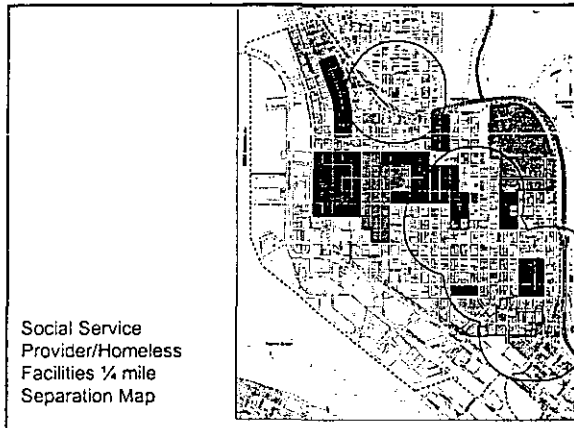 Social Service
Provider/Homeless
Facilities ¼ mile
Separation Map